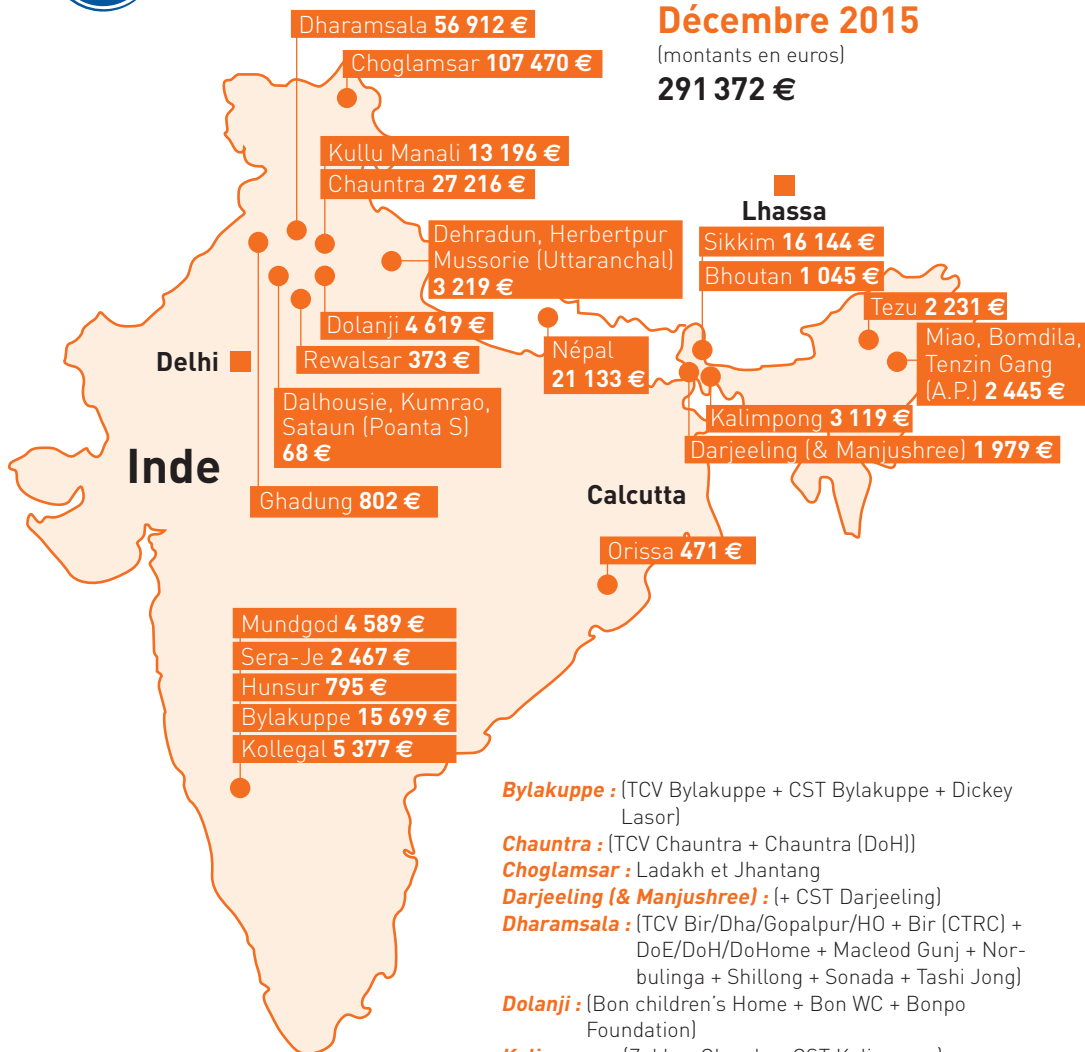 Décembre 2015
(montants en euros)
291 372 €
Dharamsala 56 912 €
Choglamsar 107 470 €
Kullu Manali 13 196 €
Chauntra 27 216 €
Lhassa
Dehradun, Herbertpur
Mussorie (Uttaranchal)
3 219 €
Sikkim 16 144 €
Bhoutan 1 045 €
Tezu 2 231 €
Miao, Bomdila,
Tenzin Gang
(A.P.) 2 445 €
Dolanji 4 619 €
Rewalsar 373 €
Delhi
Népal
21 133 €
Dalhousie, Kumrao,
Sataun (Poanta S)
68 €
Kalimpong 3 119 €
Darjeeling (& Manjushree) 1 979 €
Inde
Ghadung 802 €
Calcutta
Orissa 471 €
Mundgod 4 589 €
Sera-Je 2 467 €
Hunsur 795 €
Bylakuppe 15 699 €
Kollegal 5 377 €
Bylakuppe : (TCV Bylakuppe + CST Bylakuppe + Dickey
Lasor)
Chauntra : (TCV Chauntra + Chauntra (DoH))
Choglamsar : Ladakh et Jhantang
Darjeeling (& Manjushree) : (+ CST Darjeeling)
Dharamsala : (TCV Bir/Dha/Gopalpur/HO + Bir (CTRC) +
DoE/DoH/DoHome + Macleod Gunj + Nor-
bulinga + Shillong + Sonada + Tashi Jong)
Dolanji : (Bon children's Home + Bon WC + Bonpo
Foundation)